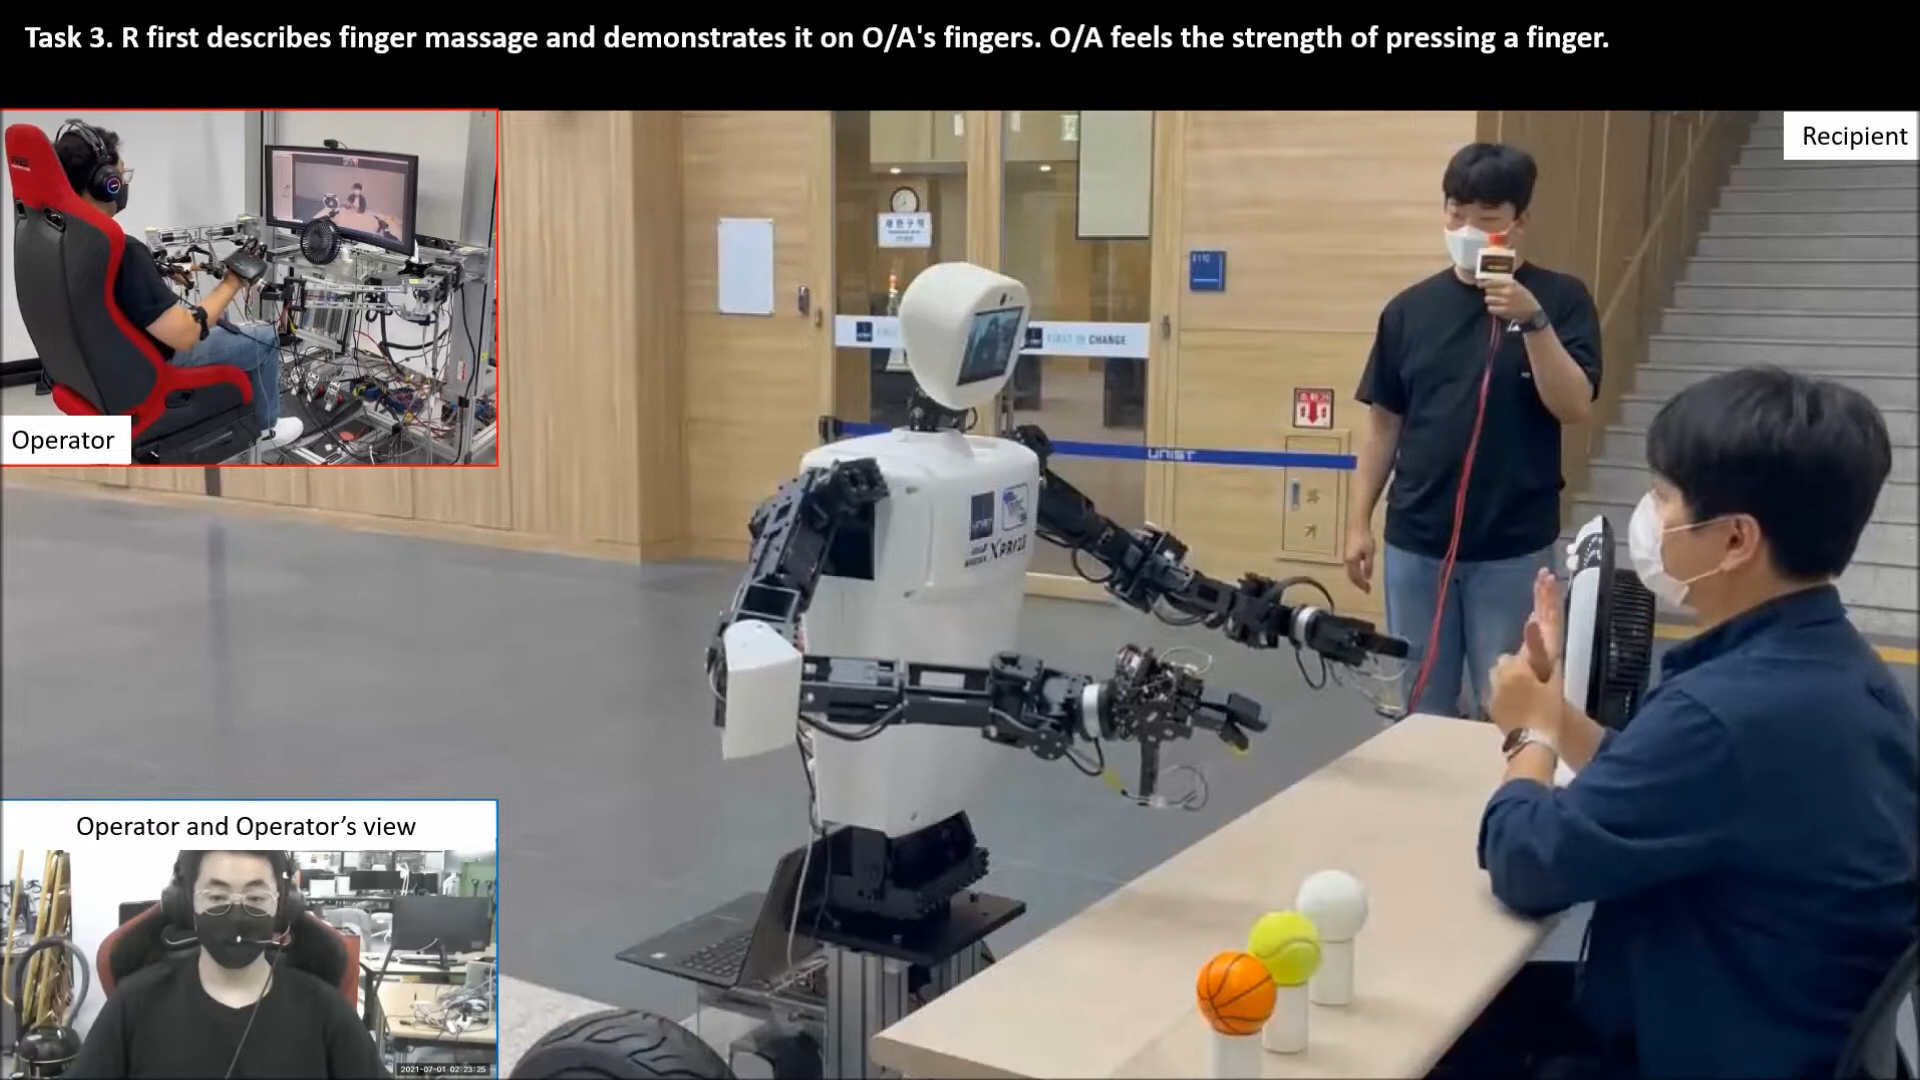 Task 3. R first describes finger massage and demonstrates it on O/A's fingers. O/A feels the strength of pressing a finger.
Recipient
Operator
FIRST IN CHANGE
UNIST
UNIST
XPRIZE
Operator and Operator's view
2021-07-01 02:23:25